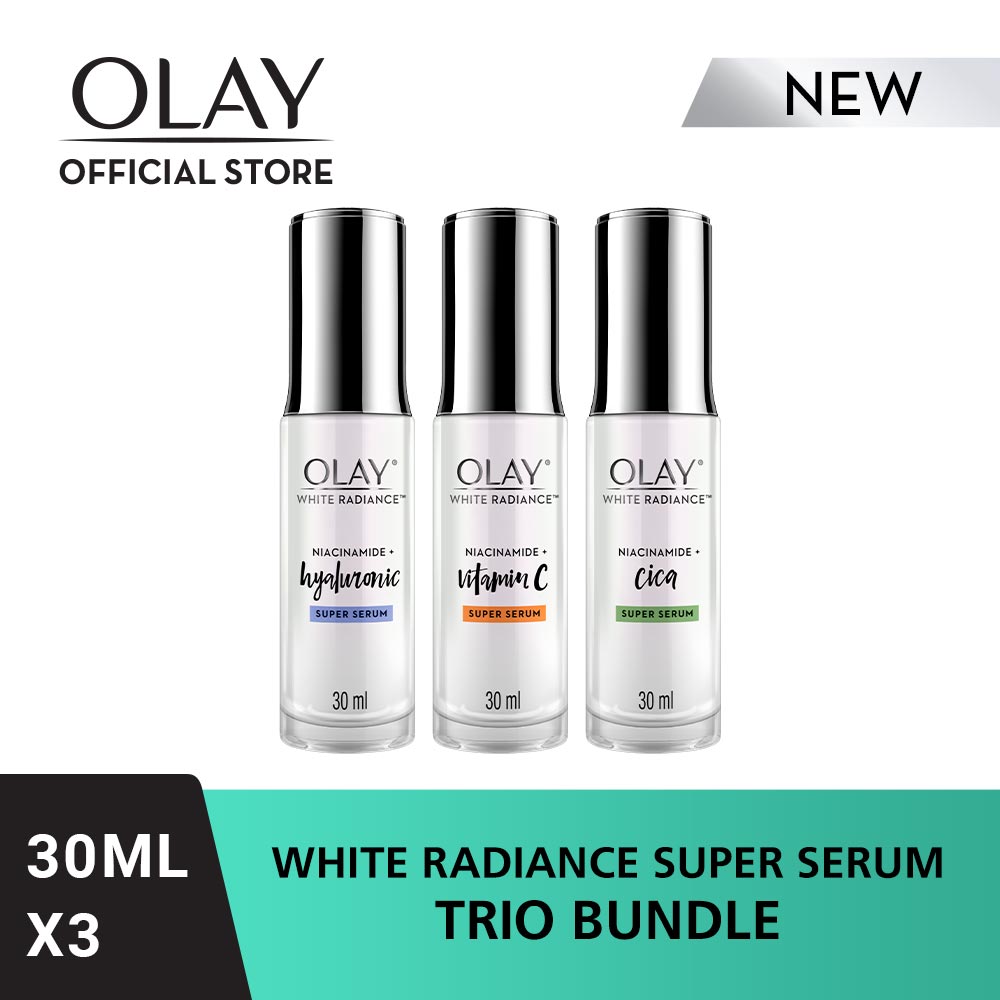 OLAY
OFFICIAL STORE
NEW
OLAY®
WHITE RADIANCE™
NIACINAMIDE +
hyaluronic
SUPER SERUM
30 ml
OLAY®
WHITE RADIANCE™
NIACINAMIDE +
vitamin C
SUPER SERUM
30 ml
OLAY®
WHITE RADIANCE™
NIACINAMIDE +
cica
SUPER SERUM
30 ml
30ML
X3
WHITE RADIANCE SUPER SERUM
TRIO BUNDLE